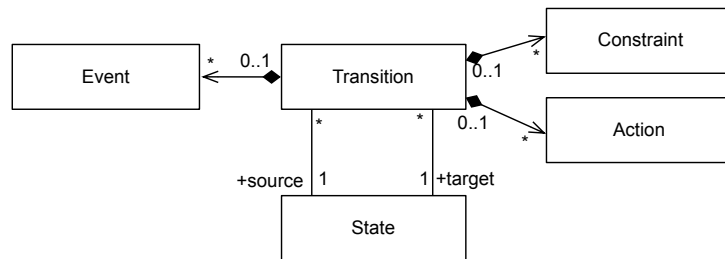 Constraint
* 0..1
0..1 *
Event
Transition
0..1
*
Action
* *
+source 1
1 +target
State